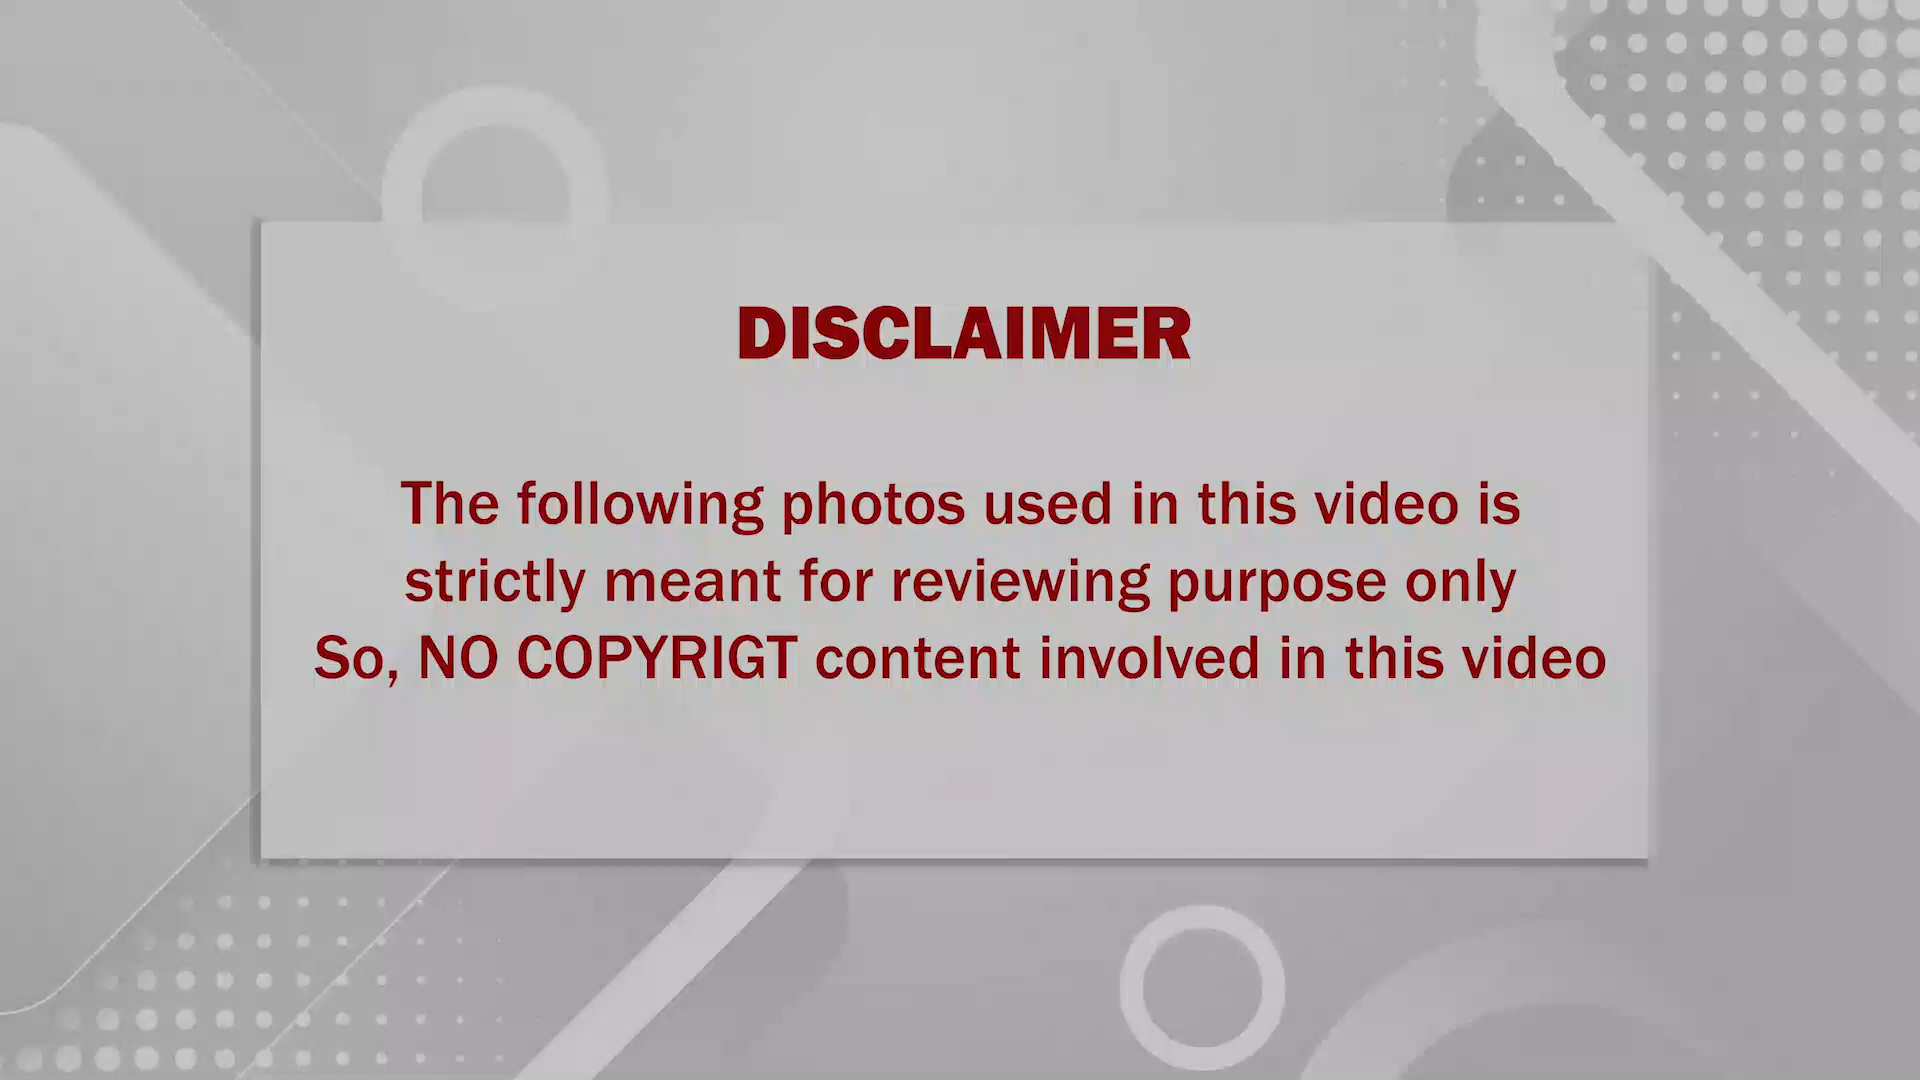 DISCLAIMER
The following photos used in this video is
strictly meant for reviewing purpose only
So, NO COPYRIGT content involved in this video